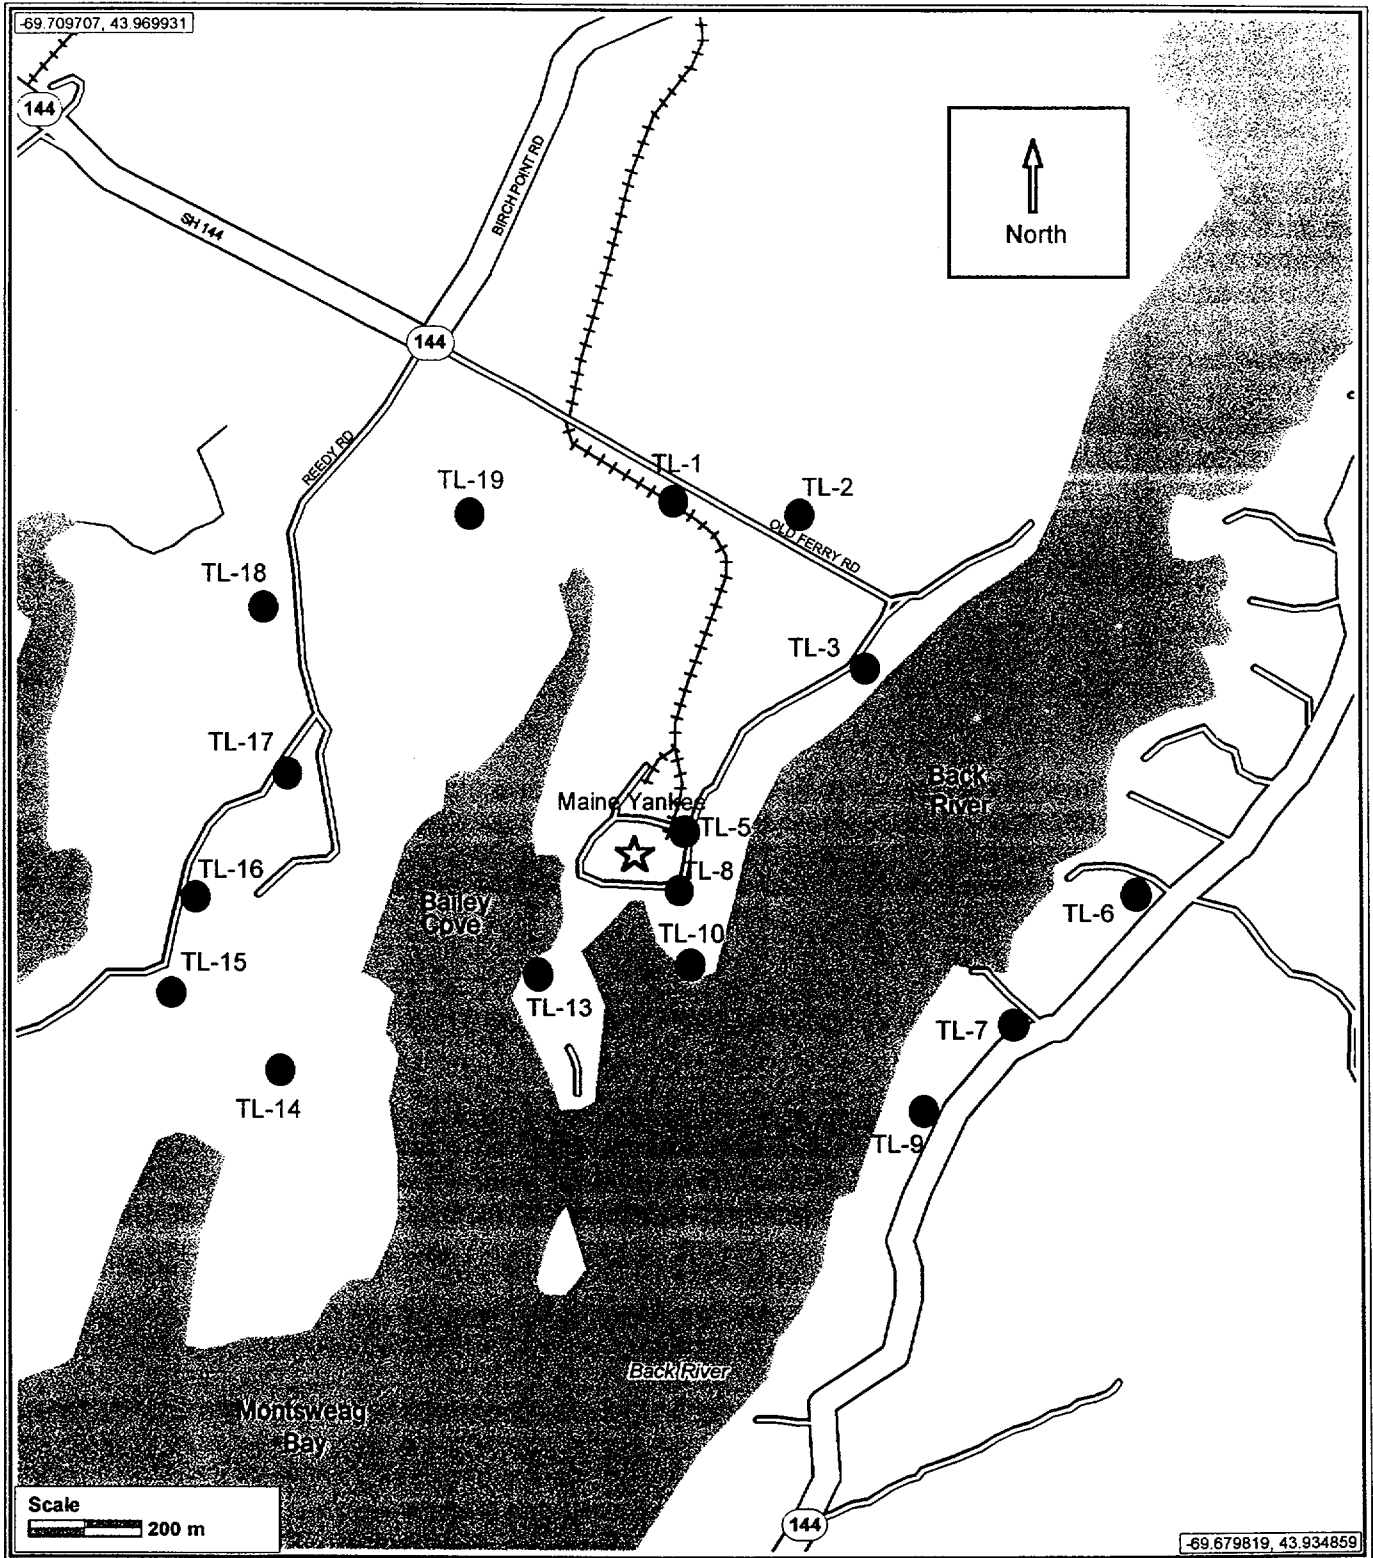 -69.709707, 43.969931
144
SH 144
BIRCH POINT RD
North
144
REEDY RD
TL-1
TL-19
TL-2
OLD FERRY RD
TL-18
TL-3
TL-17
Back
River
Maine Yankee
TL-5
TL-16
TL-8
Bailey
Cove
TL-6
TL-10
TL-15
TL-13
TL-7
TL-14
TL-9
Back River
Montsweag
Bay
Scale
200 m
144
-69.679819, 43.934859